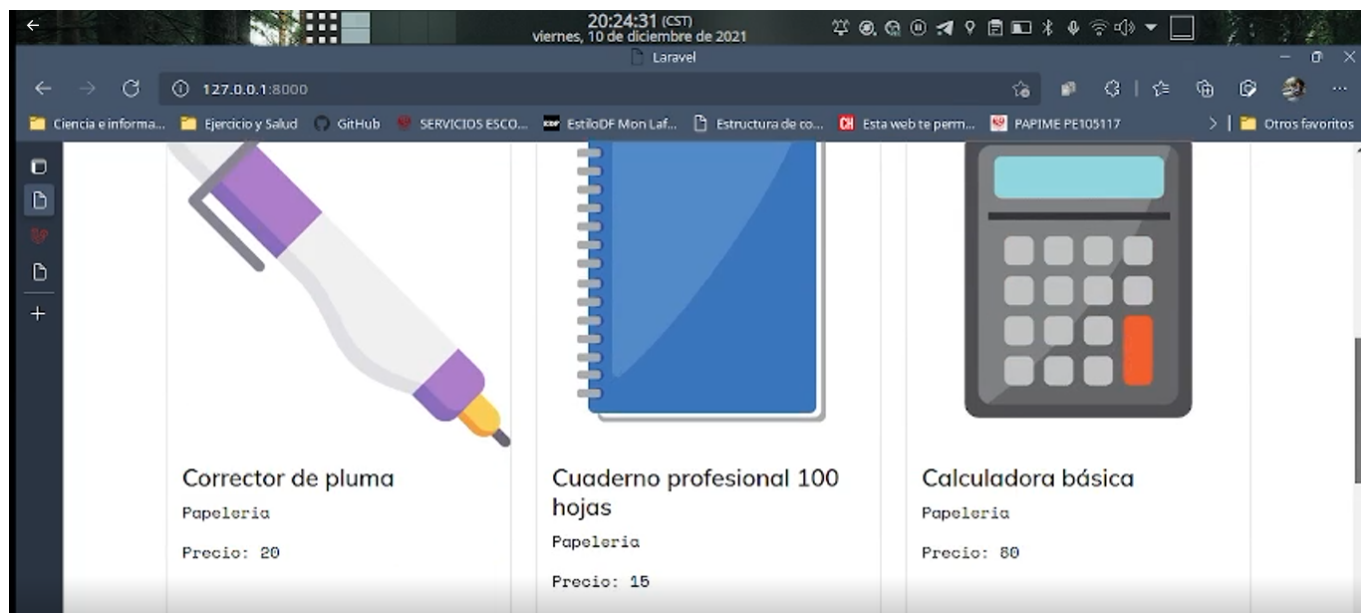 20:24:31 (CST)
viernes, 10 de diciembre de 2021
Laravel
127.0.0.1:8000
Ciencia e informa...
Ejercicio y Salud
GitHub
SERVICIOS ESCO...
EstiloDF Mon Laf...
Estructura de co...
CH
Esta web te perm...
PAPIME PE105117
Otros favoritos
Corrector de pluma
Papeleria
Precio: 20
Cuaderno profesional 100
hojas
Papeleria
Precio: 15
Calculadora básica
Papeleria
Precio: 80